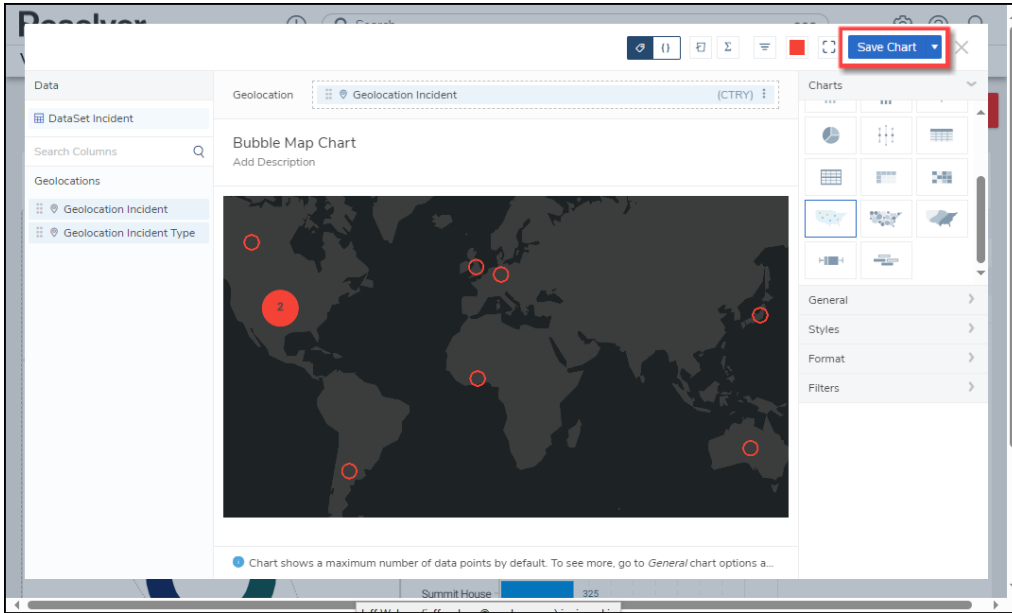 Resolver
Search
Save Chart
Data
DataSet Incident
Search Columns
Geolocations
Geolocation Incident
Geolocation Incident Type
Geolocation
Geolocation Incident
(CTRY)
Bubble Map Chart
Add Description
2
Chart shows a maximum number of data points by default. To see more, go to General chart options a...
Charts
General
Styles
Format
Filters
Summit House
325